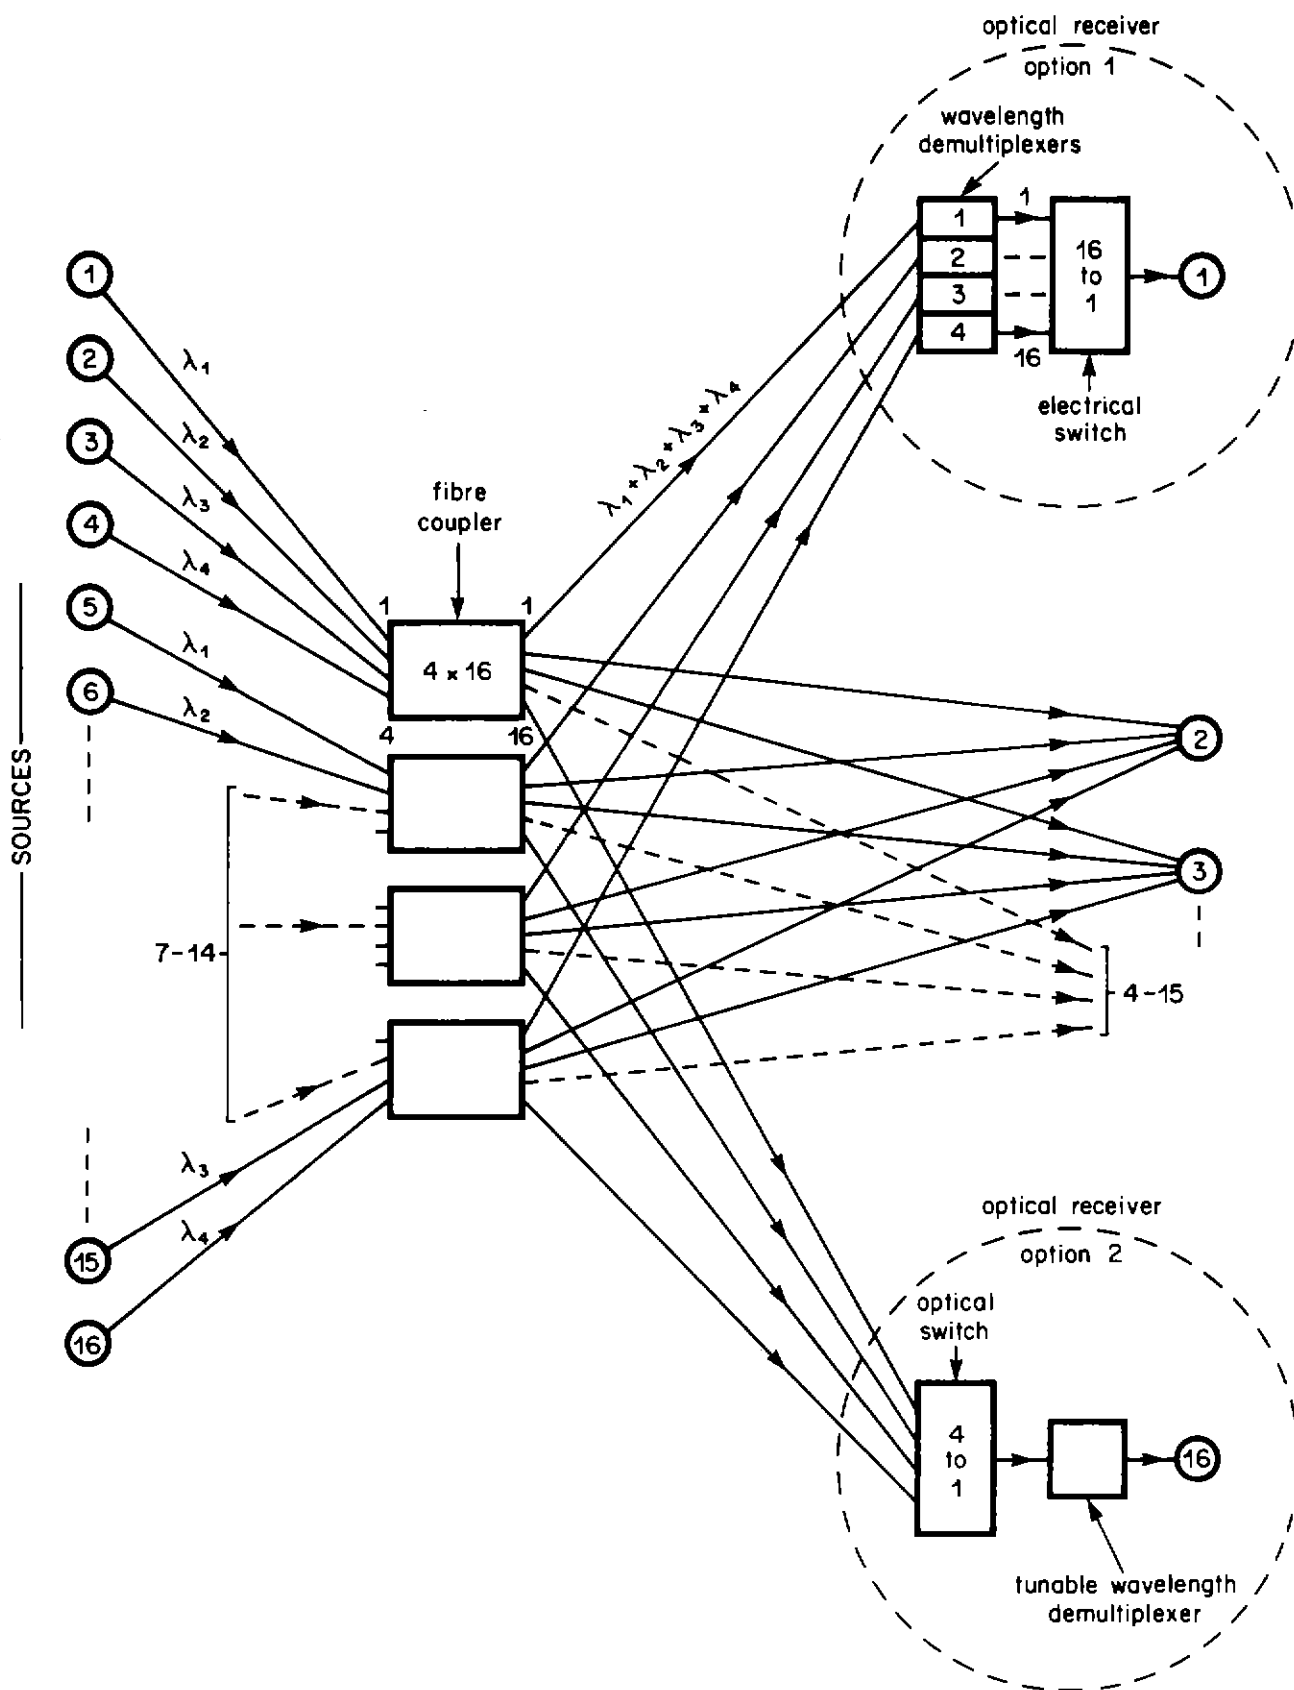 optical receiver
option 1
wavelength
demultiplexers
1
1
2
3
4
16
16
to
1
1
electrical
switch
SOURCES
1
2
3
4
5
6
λ1
λ2
λ3
λ4
λ1
λ2
fibre
coupler
1
1
4 × 16
4
16
λ1 + λ2 + λ3 + λ4
2
3
4-15
7-14
λ3
λ4
15
16
optical receiver
option 2
optical
switch
4
to
1
16
tunable wavelength
demultiplexer